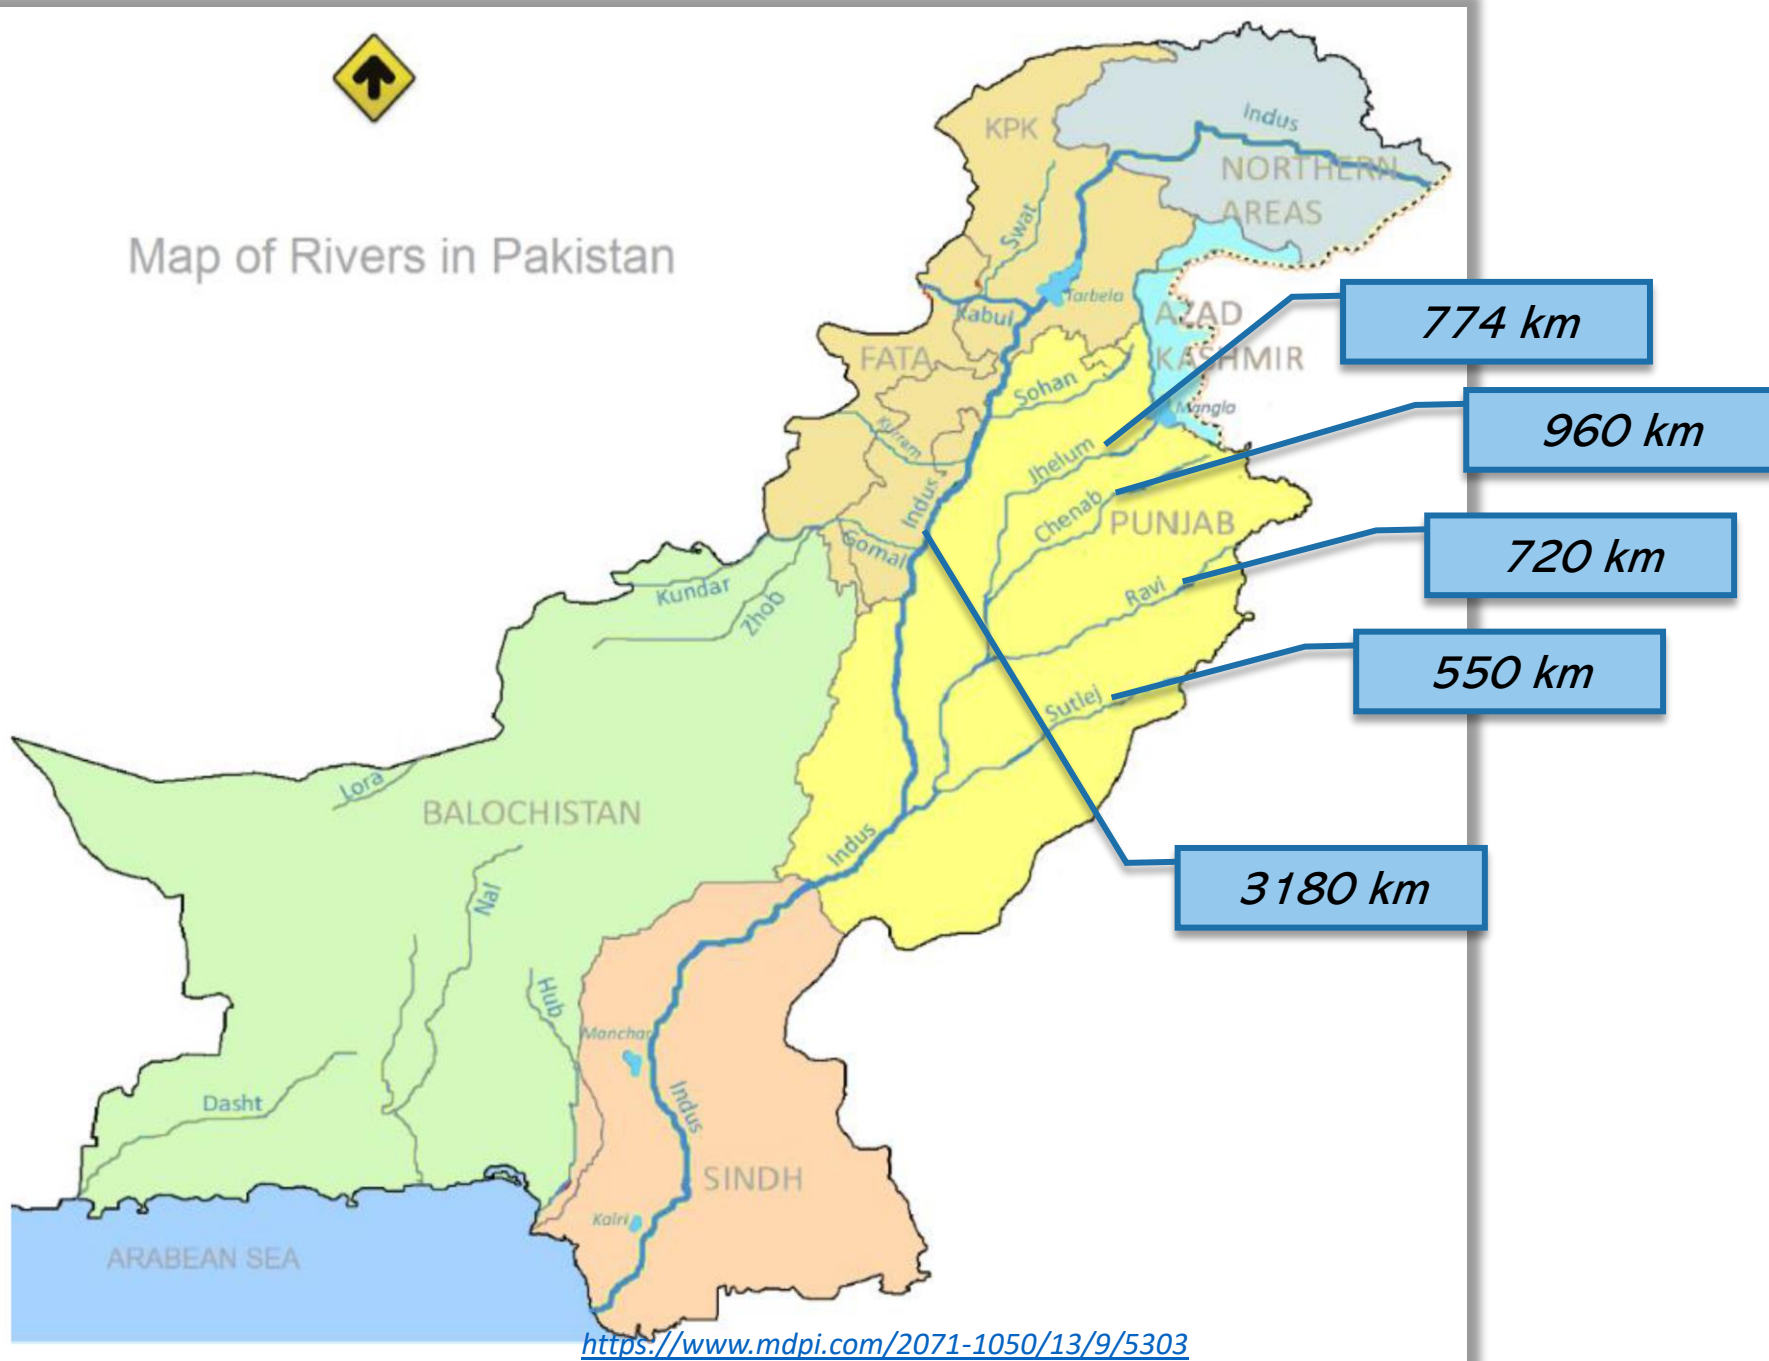 Map of Rivers in Pakistan
KPK
Indus
NORTHERN
AREAS
Swat
Tarbela
Kabul
AZAD
KASHMIR
774 km
FATA
Sohan
Mangla
960 km
Kurram
Jhelum
Indus
Chenab
PUNJAB
Gomal
720 km
Kundar
Zhob
Ravi
550 km
Sutlej
Lora
BALOCHISTAN
Indus
3180 km
Nal
Hub
Manchar
Dasht
Indus
SINDH
Kalri
ARABEAN SEA
https://www.mdpi.com/2071-1050/13/9/5303